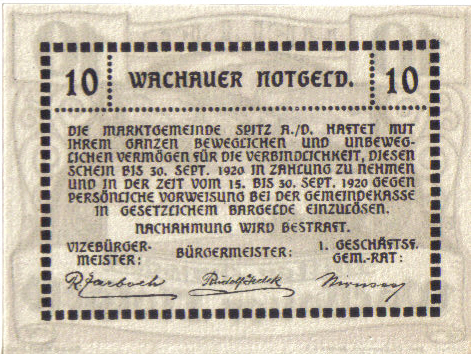 10 WACHAUER NOTGELD. 10
DIE MARKTGEMEINDE SPITZ A./D. HAFTET MIT
IHREM GANZEN BEWEGLICHEN UND UNBEWEG-
LICHEN VERMÖGEN FÜR DIE VERBINDLICHKEIT, DIESEN
SCHEIN BIS 30. SEPT. 1920 IN ZAHLUNG ZU NEHMEN
UND IN DER ZEIT VOM 15. BIS 30. SEPT. 1920 GEGEN
PERSÖNLICHE VORWEISUNG BEI DER GEMEINDEKASSE
IN GESETZLICHEM BARGELDE EINZULÖSEN.
NACHAHMUNG WIRD BESTRAFT.
VIZEBÜRGER-
MEISTER:
BÜRGERMEISTER:
1. GESCHÄFTSF.
GEM.-RAT: